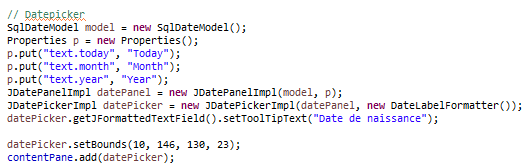 // Datepicker
SqlDateModel model = new SqlDateModel();
Properties p = new Properties();
p.put("text.today", "Today");
p.put("text.month", "Month");
p.put("text.year", "Year");
JDatePanelImpl datePanel = new JDatePanelImpl(model, p);
JDatePickerImpl datePicker = new JDatePickerImpl(datePanel, new DateLabelFormatter());
datePicker.getJFormattedTextField().setToolTipText("Date de naissance");
datePicker.setBounds(10, 146, 130, 23);
contentPane.add(datePicker);